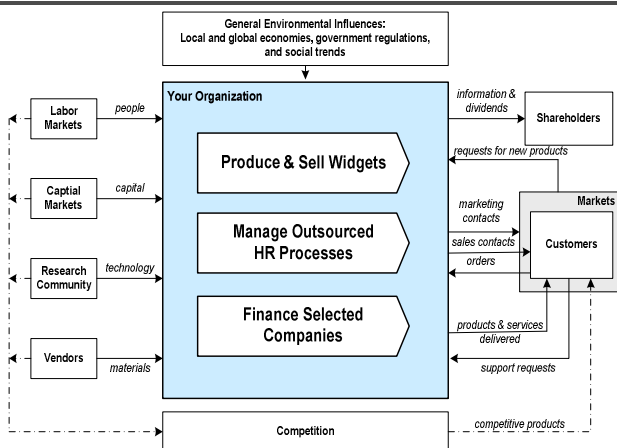 General Environmental Influences:
Local and global economies, government regulations,
and social trends
Your Organization
Labor
Markets
people
Captial
Markets
capital
Research
Community
technology
Vendors
materials
Produce & Sell Widgets
Manage Outsourced
HR Processes
Finance Selected
Companies
information &
dividends
Shareholders
requests for new products
Markets
marketing
contacts
sales contacts
Customers
orders
products & services
delivered
support requests
Competition
competitive products